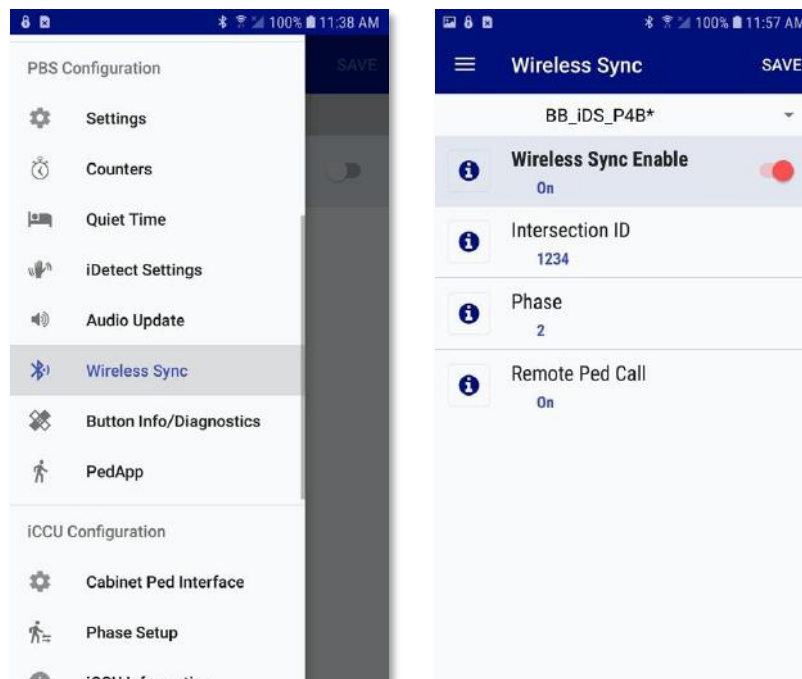 100% 11:38 AM
PBS Configuration
SAVE
Settings
Counters
Quiet Time
iDetect Settings
Audio Update
Wireless Sync
Button Info/Diagnostics
PedApp
iCCU Configuration
Cabinet Ped Interface
Phase Setup
iCCU Information
100% 11:57 AM
Wireless Sync
SAVE
BB_iDS_P4B*
Wireless Sync Enable
On
Intersection ID
1234
Phase
2
Remote Ped Call
On